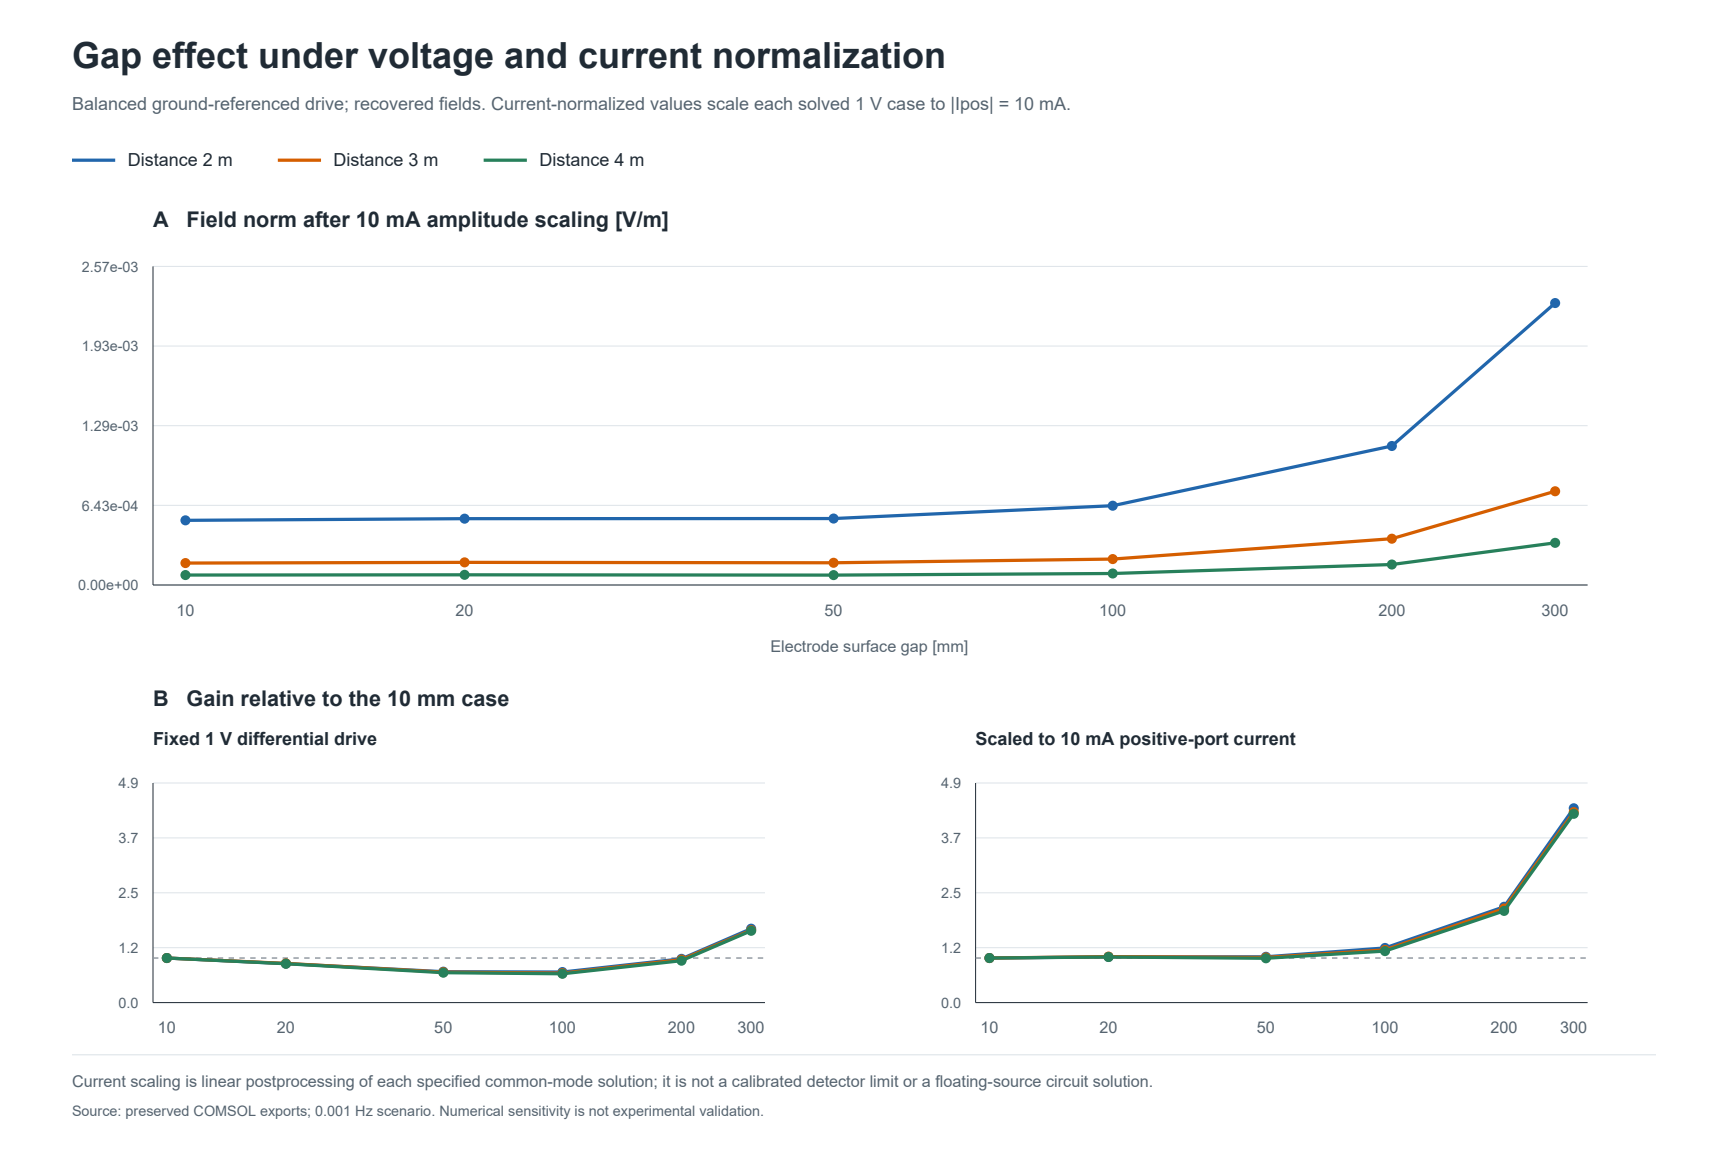 Gap effect under voltage and current normalization
Balanced ground-referenced drive; recovered fields. Current-normalized values scale each solved 1 V case to |Ipos| = 10 mA.
Distance 2 m Distance 3 m Distance 4 m
A Field norm after 10 mA amplitude scaling [V/m]
2.57e-03
1.93e-03
1.29e-03
6.43e-04
0.00e+00
10 20 50 100 200 300
Electrode surface gap [mm]
B Gain relative to the 10 mm case
Fixed 1 V differential drive
4.9
3.7
2.5
1.2
0.0
10 20 50 100 200 300
Scaled to 10 mA positive-port current
4.9
3.7
2.5
1.2
0.0
10 20 50 100 200 300
Current scaling is linear postprocessing of each specified common-mode solution; it is not a calibrated detector limit or a floating-source circuit solution.
Source: preserved COMSOL exports; 0.001 Hz scenario. Numerical sensitivity is not experimental validation.